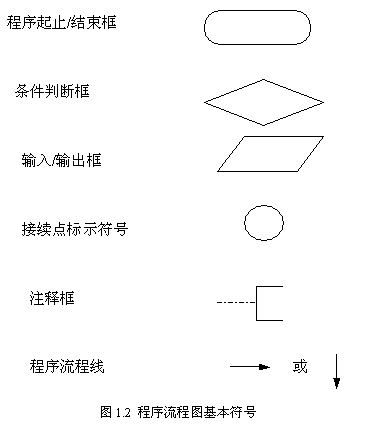 程序起止/结束框
条件判断框
输入/输出框
接续点标示符号
注释框
程序流程线 或
图 1.2 程序流程图基本符号